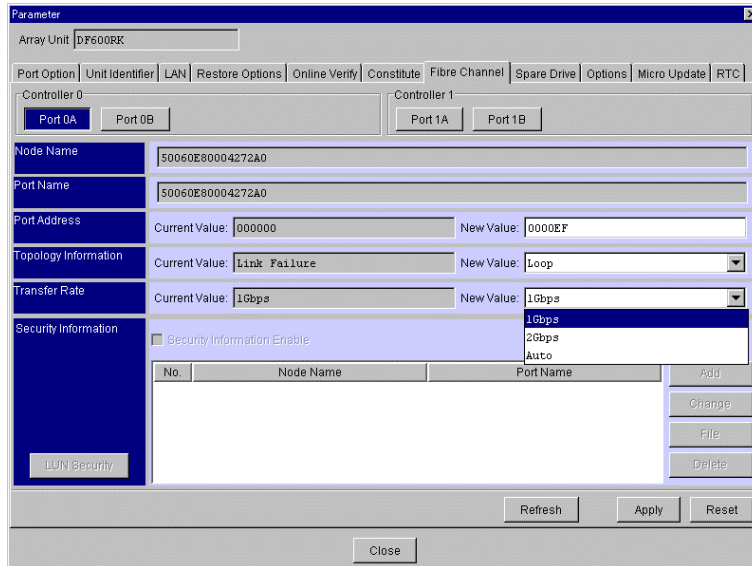 Parameter
Array Unit DF600RK
Port Option Unit Identifier LAN Restore Options Online Verify Constitute Fibre Channel Spare Drive Options Micro Update RTC
Controller 0 Controller 1
Port 0A Port 0B Port 1A Port 1B
Node Name 50060E80004272A0
Port Name 50060E80004272A0
Port Address Current Value: 000000 New Value: 0000EF
Topology Information Current Value: Link Failure New Value: Loop
Transfer Rate Current Value: 1Gbps New Value: 1Gbps
1Gbps
2Gbps
Auto
Security Information Security Information Enable
No. Node Name Port Name Add
Change
File
LUN Security Delete
Refresh Apply Reset
Close